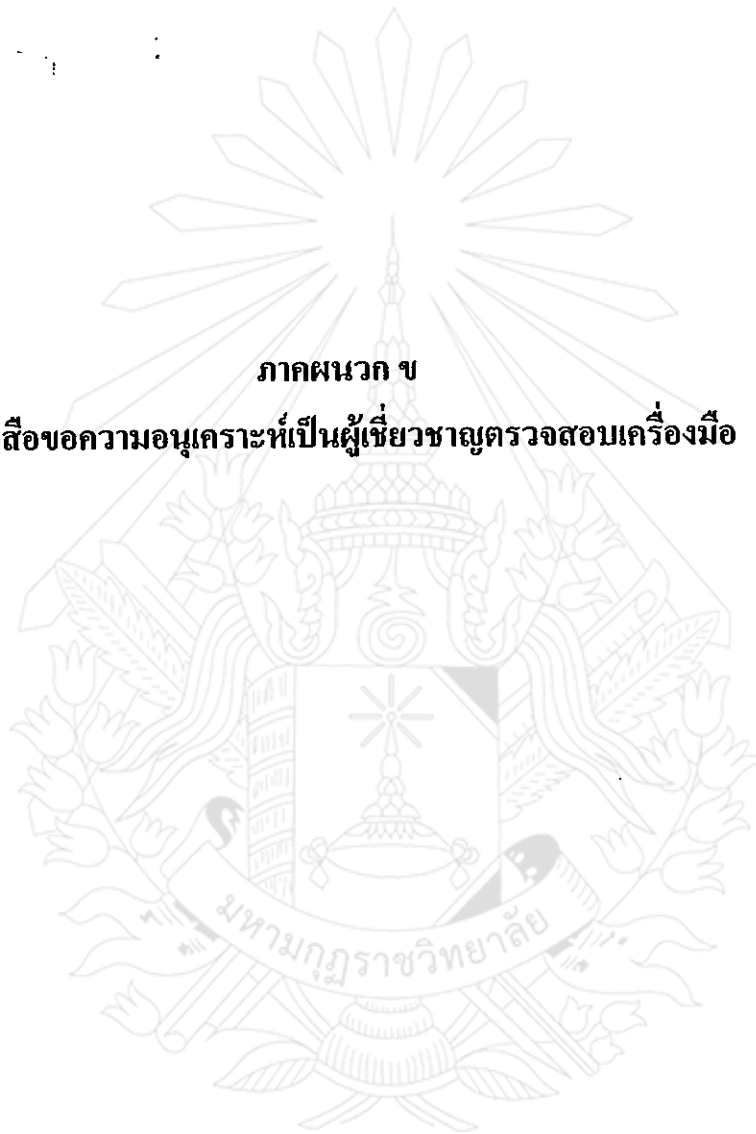 ภาคผนวก ข
สือขอความอนุเคราะห์เป็นผู้เชี่ยวชาญตรวจสอบเครื่องมือ
มหามกุฏราชวิทยาลัย